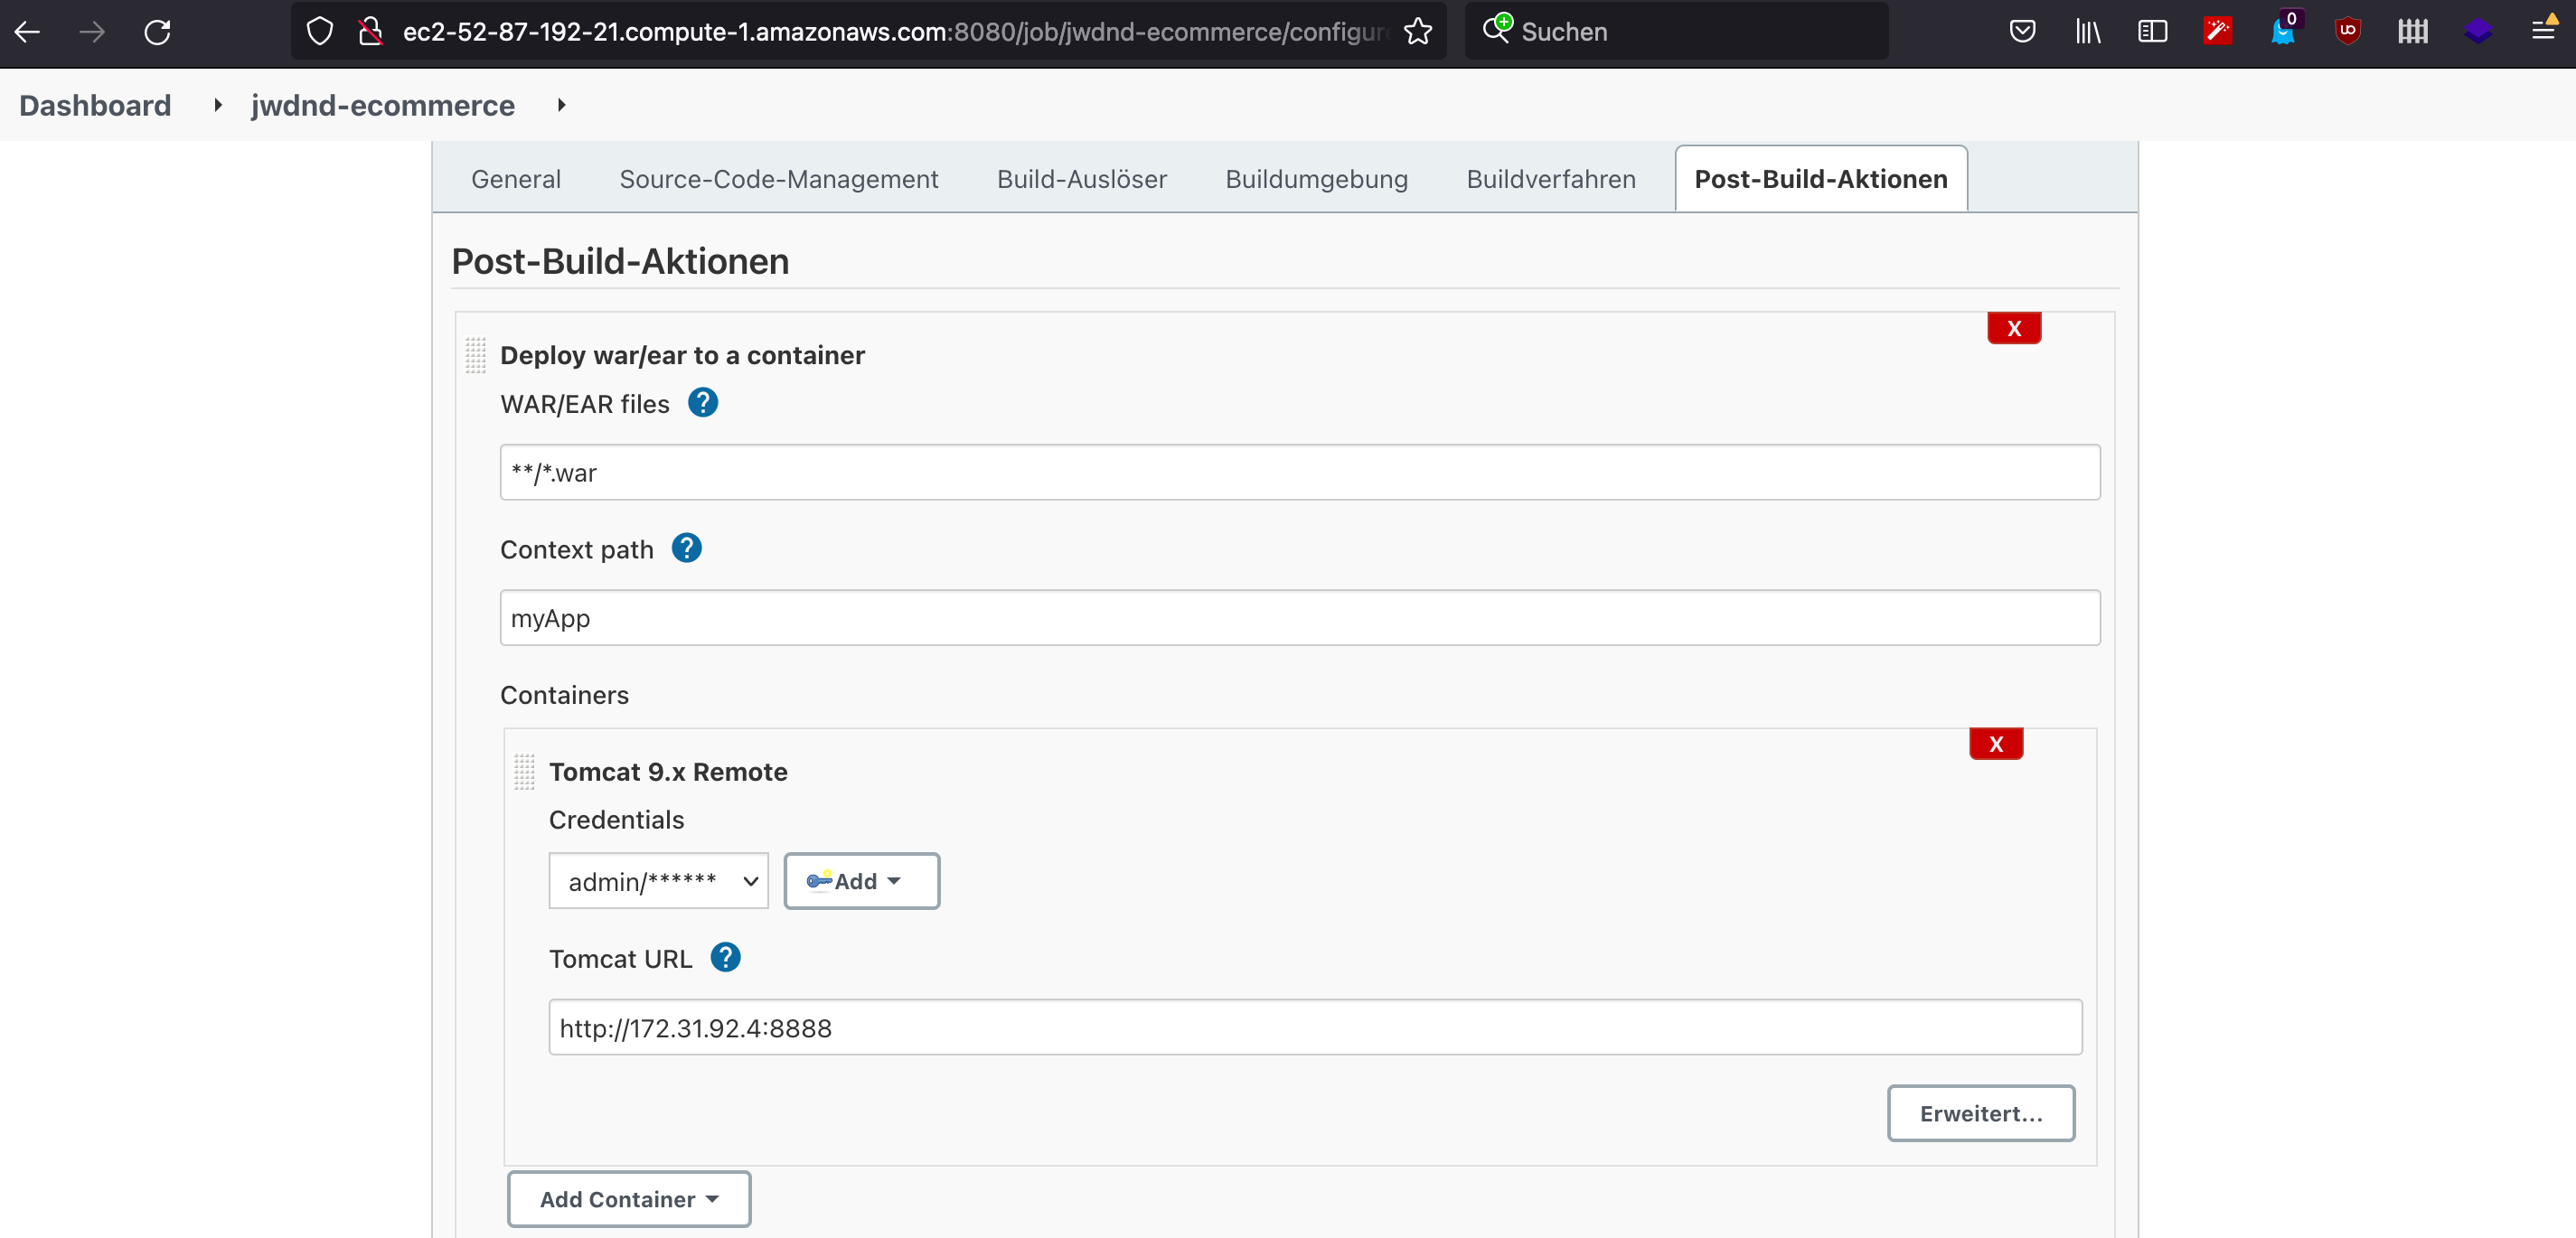 ec2-52-87-192-21.compute-1.amazonaws.com:8080/job/jwdnd-ecommerce/configure
Suchen
0
Dashboard
jwdnd-ecommerce
General
Source-Code-Management
Build-Auslöser
Buildumgebung
Buildverfahren
Post-Build-Aktionen
Post-Build-Aktionen
X
Deploy war/ear to a container
WAR/EAR files ?
**/*.war
Context path ?
myApp
Containers
X
Tomcat 9.x Remote
Credentials
admin/******
Add
Tomcat URL ?
http://172.31.92.4:8888
Erweitert...
Add Container